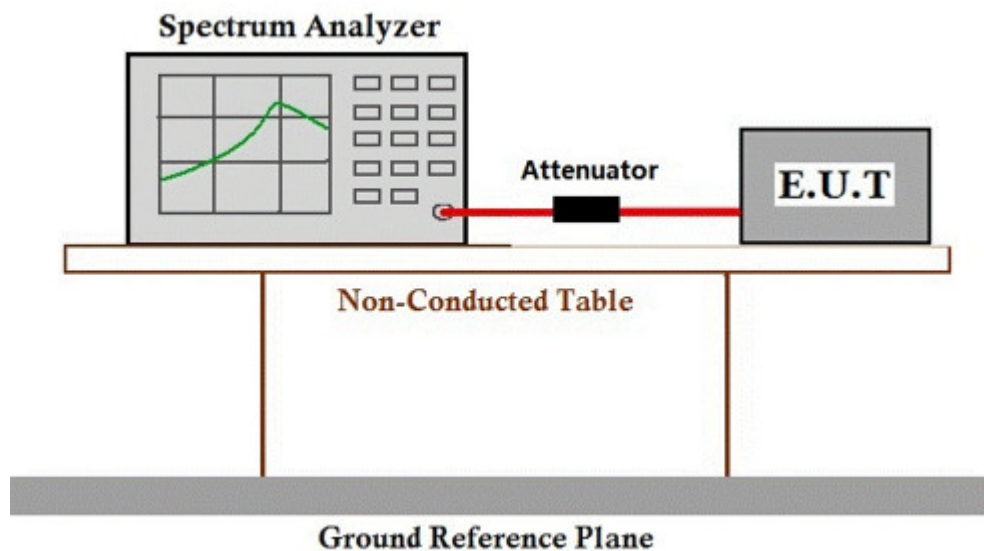 Spectrum Analyzer
Attenuator
E.U.T
Non-Conducted Table
Ground Reference Plane